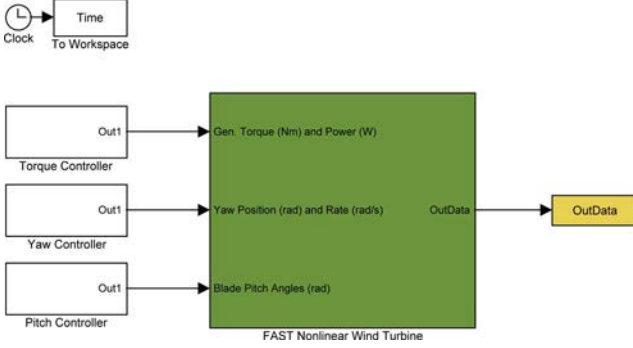 Time
Clock
To Workspace
Out1
Gen. Torque (Nm) and Power (W)
Torque Controller
Out1
Yaw Position (rad) and Rate (rad/s)
OutData
OutData
Yaw Controller
Out1
Blade Pitch Angles (rad)
Pitch Controller
FAST Nonlinear Wind Turbine